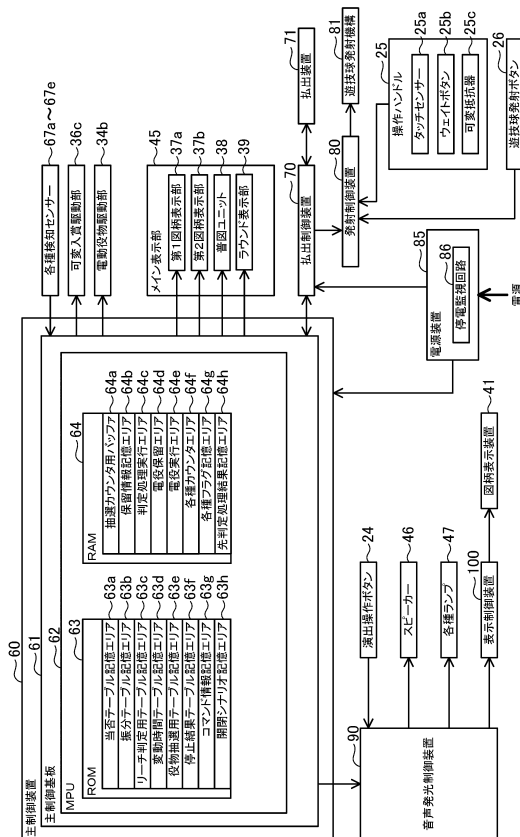 60
主制御装置
61
主制御基板
62
MPU
63
ROM
当否テーブル記憶エリア 63a
振分テーブル記憶エリア 63b
リーチ判定用テーブル記憶エリア 63c
変動時間テーブル記憶エリア 63d
役物抽選用テーブル記憶エリア 63e
停止結果テーブル記憶エリア 63f
コマンド情報記憶エリア 63g
開閉シナリオ記憶エリア 63h
64
RAM
抽選カウンタ用バッファ 64a
保留情報記憶エリア 64b
判定処理実行エリア 64c
電役保留エリア 64d
電役実行エリア 64e
各種カウンタエリア 64f
各種フラグ記憶エリア 64g
先判定処理結果記憶エリア 64h
各種検知センサー 67a〜67e
可変入賞駆動部 36c
電動役物駆動部 34b
メイン表示部 45
第1図柄表示部 37a
第2図柄表示部 37b
普図ユニット 38
ラウンド表示部 39
払出制御装置 70
払出装置 71
発射制御装置 80
遊技球発射機構 81
操作ハンドル 25
タッチセンサー 25a
ウェイトボタン 25b
可変抵抗器 25c
26
電源装置 85
停電監視回路 86
90
音声発光制御装置
演出操作ボタン 24
スピーカー 46
各種ランプ 47
表示制御装置 100
図柄表示装置 41